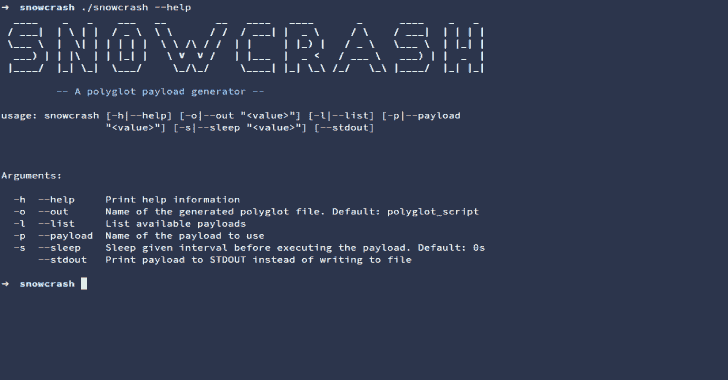 → snowcrash ./snowcrash --help
SNOWCRASH
-- A polyglot payload generator --
usage: snowcrash [-h|--help] [-o|--out "<value>"] [-l|--list] [-p|--payload
"<value>"] [-s|--sleep "<value>"] [--stdout]
Arguments:
-h --help Print help information
-o --out Name of the generated polyglot file. Default: polyglot_script
-l --list List available payloads
-p --payload Name of the payload to use
-s --sleep Sleep given interval before executing the payload. Default: 0s
--stdout Print payload to STDOUT instead of writing to file
→ snowcrash